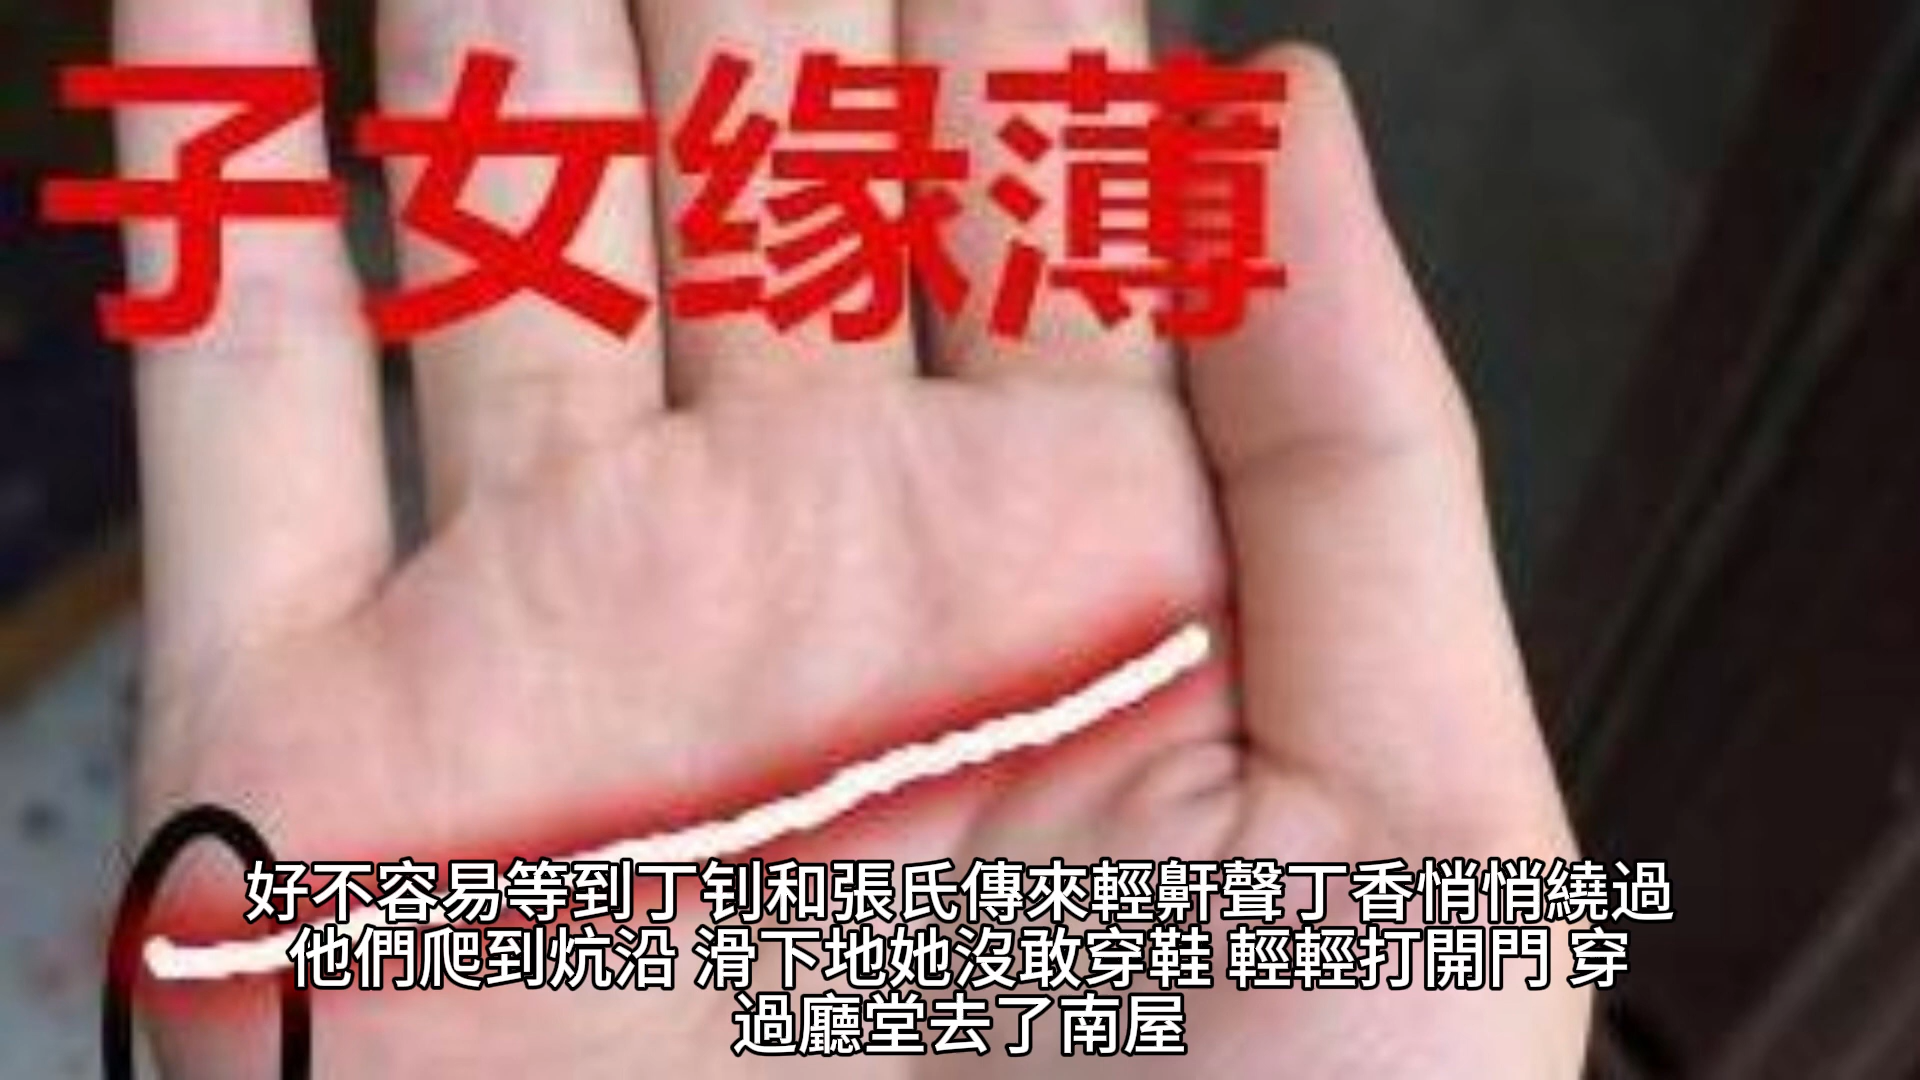 子女缘薄
好不容易等到丁钊和張氏傳來輕鼾聲丁香悄悄繞過
他們爬到炕沿 滑下地她沒敢穿鞋 輕輕打開門 穿
過廳堂去了南屋